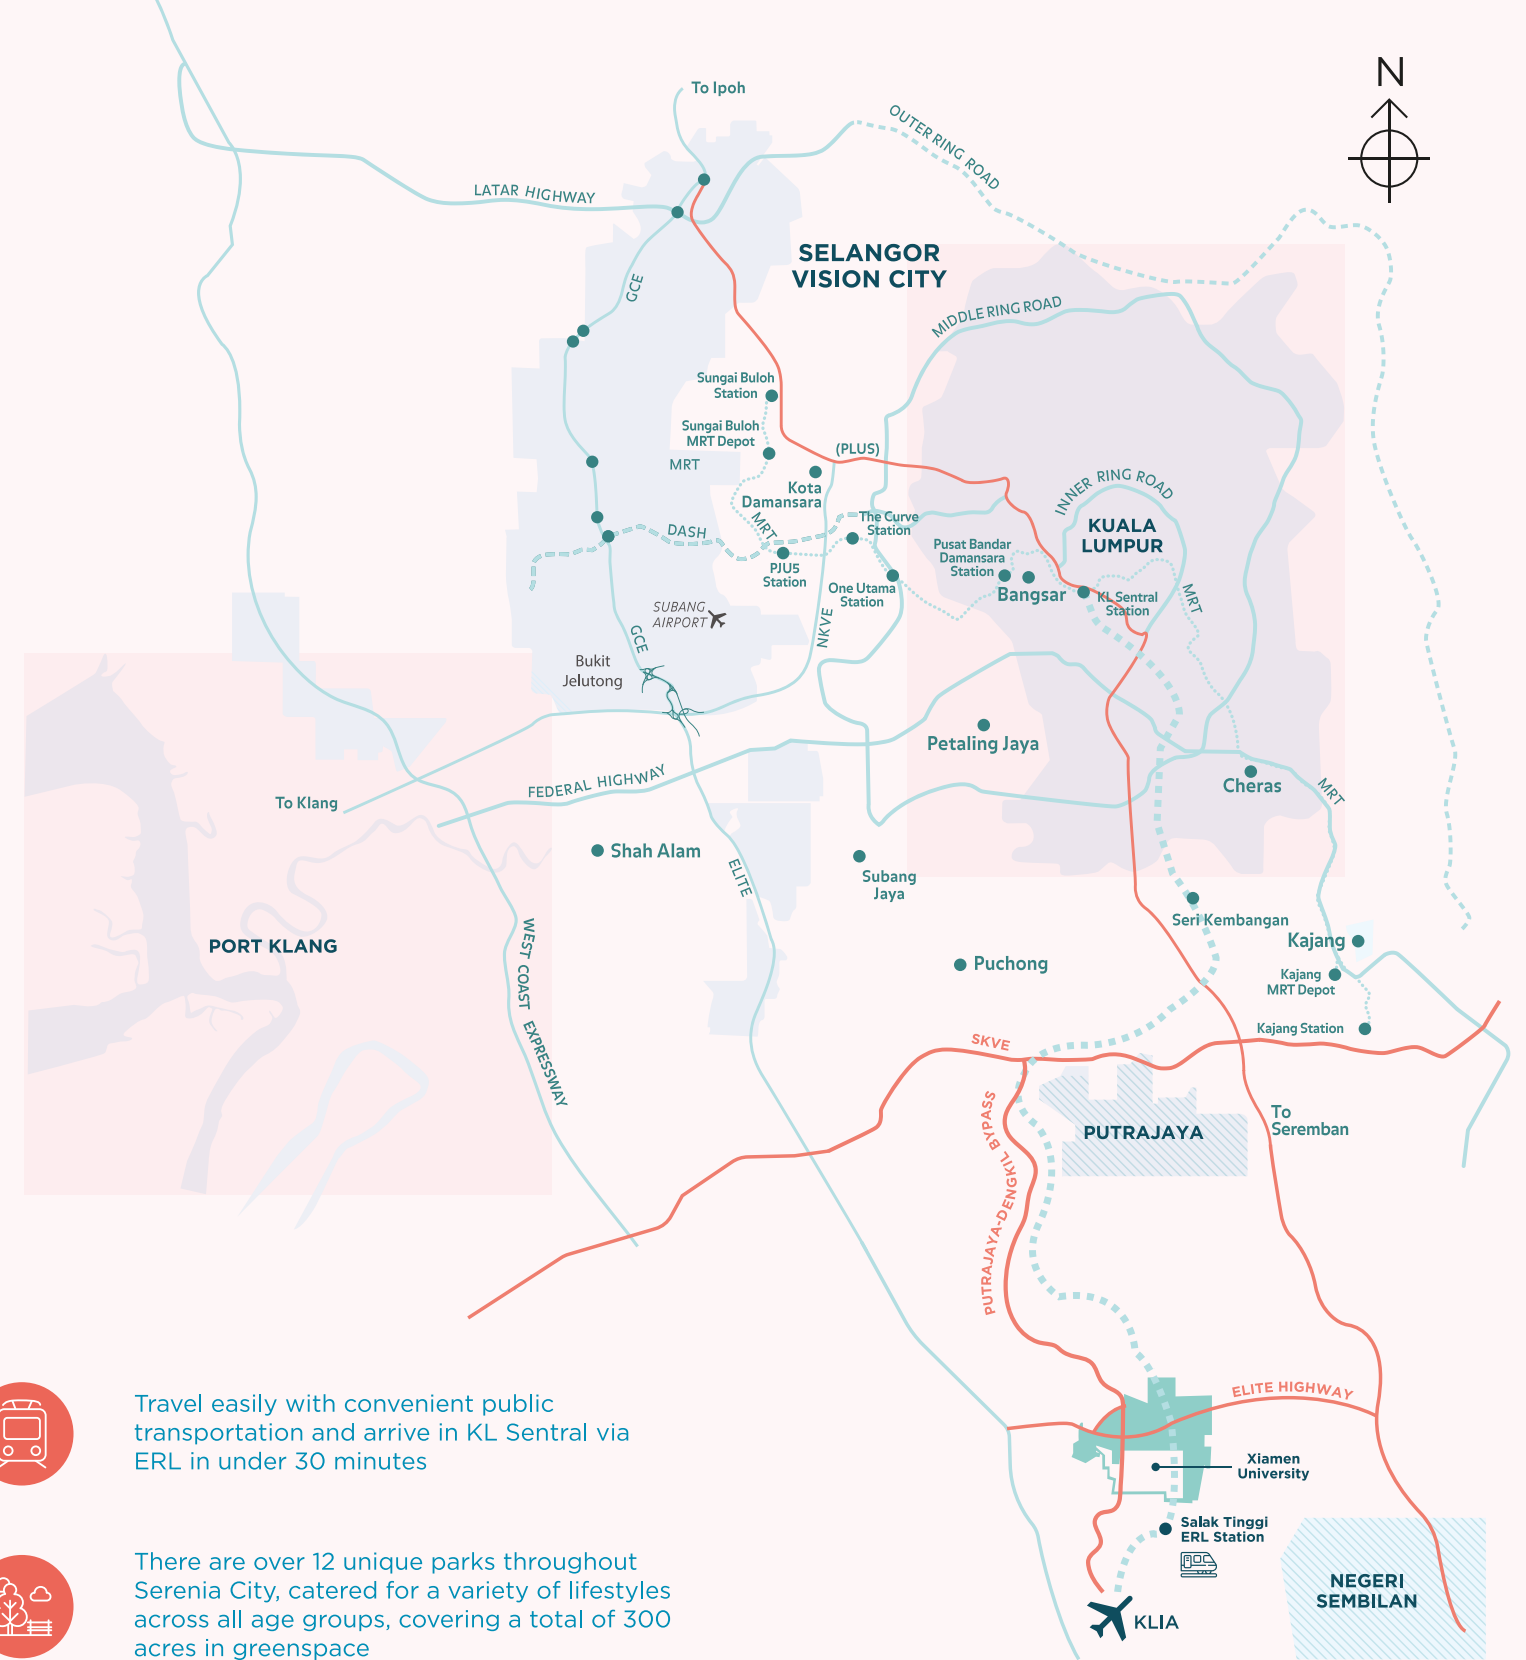 N
To Ipoh
OUTER RING ROAD
LATAR HIGHWAY
SELANGOR
VISION CITY
GCE
MIDDLE RING ROAD
Sungai Buloh
Station
Sungai Buloh
MRT Depot
(PLUS)
MRT
Kota
Damansara
INNER RING ROAD
KUALA
LUMPUR
The Curve
Station
DASH
MRT
Pusat Bandar
Damansara
Station
PJU5
Station
One Utama
Station
Bangsar
KL Sentral
Station
MRT
SUBANG
AIRPORT
NKVE
GCE
Bukit
Jelutong
Petaling Jaya
FEDERAL HIGHWAY
Cheras
MRT
To Klang
Shah Alam
ELITE
Subang
Jaya
Seri Kembangan
Kajang
PORT KLANG
WEST COAST EXPRESSWAY
Puchong
Kajang
MRT Depot
Kajang Station
SKVE
PUTRAJAYA-DENGKIL BYPASS
PUTRAJAYA
To
Seremban
ELITE HIGHWAY
Travel easily with convenient public
transportation and arrive in KL Sentral via
ERL in under 30 minutes
Xiamen
University
Salak Tinggi
ERL Station
There are over 12 unique parks throughout
Serenia City, catered for a variety of lifestyles
across all age groups, covering a total of 300
acres in greenspace
NEGERI
SEMBILAN
KLIA